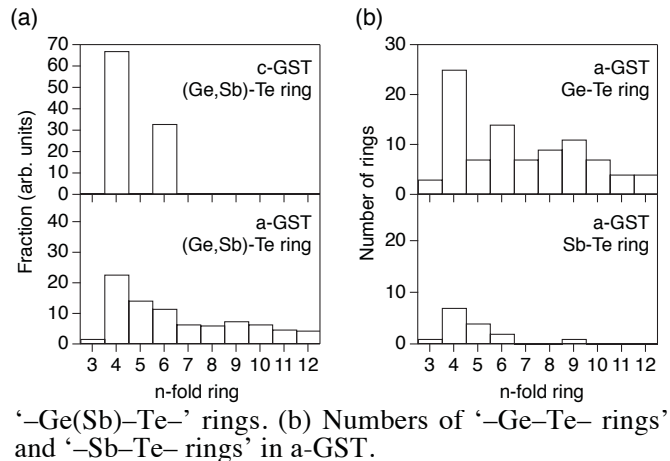 (a)
70
60
50
40
30
20
10
0
c-GST
(Ge,Sb)-Te ring
40
30
20
10
0
a-GST
(Ge,Sb)-Te ring
Fraction (arb. units)
3 4 5 6 7 8 9 10 11 12
n-fold ring
(b)
30
20
10
0
a-GST
Ge-Te ring
20
10
0
a-GST
Sb-Te ring
Number of rings
3 4 5 6 7 8 9 10 11 12
n-fold ring
‘–Ge(Sb)–Te–’ rings. (b) Numbers of ‘–Ge–Te– rings’
and ‘–Sb–Te– rings’ in a-GST.